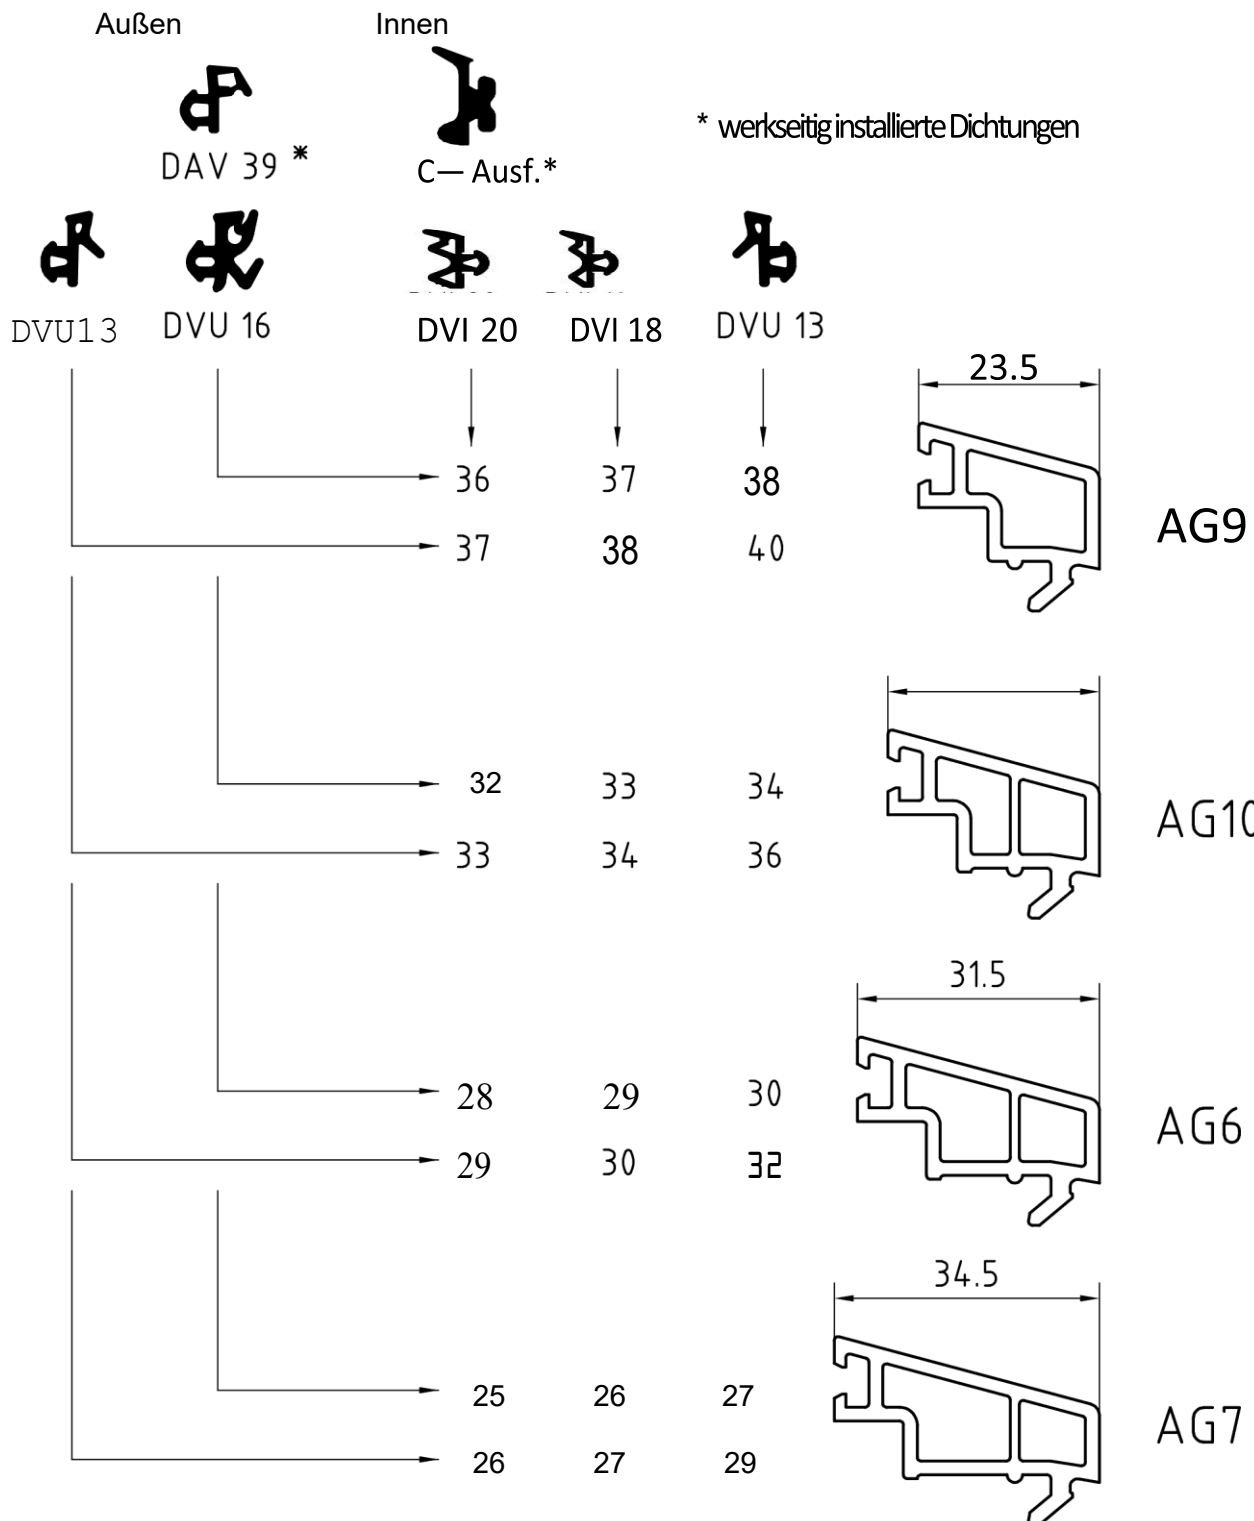 Außen Innen
* werkseitig installierte Dichtungen
DAV 39 * C— Ausf.*
DVU13 DVU 16 DVI 20 DVI 18 DVU 13
23.5
36 37 38
AG9
37 38 40
32 33 34
AG10
33 34 36
31.5
28 29 30
AG6
29 30 32
34.5
25 26 27
AG7
26 27 29